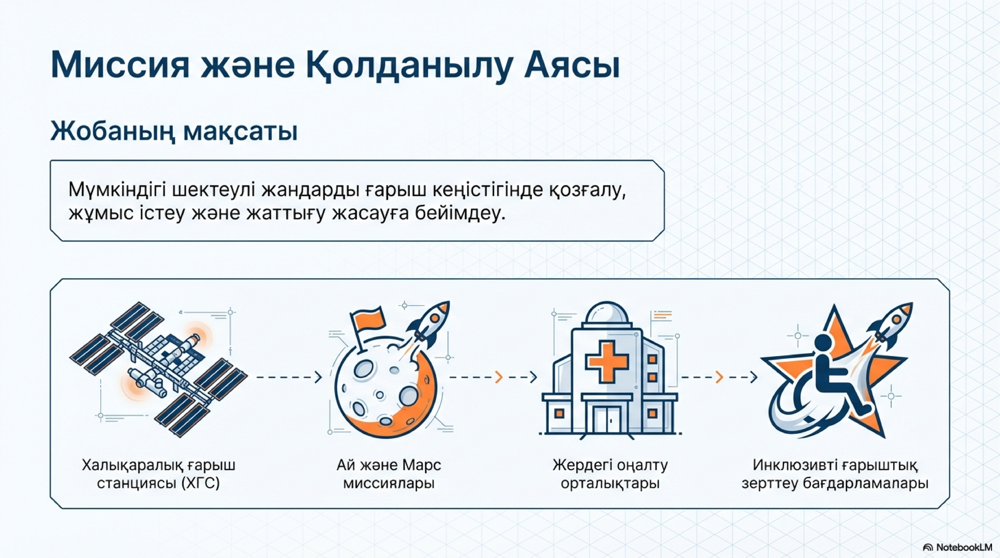 Миссия және Қолданылу Аясы
Жобаның мақсаты
Мүмкіндігі шектеулі жандарды ғарыш кеңістігінде қозғалу,
жұмыс істеу және жаттығу жасауға бейімдеу.
Халықаралық ғарыш
станциясы (ХГС)
Ай және Марс
миссиялары
Жердегі оңалту
орталықтары
Инклюзивті ғарыштық
зерттеу бағдарламалары
NotebookLM